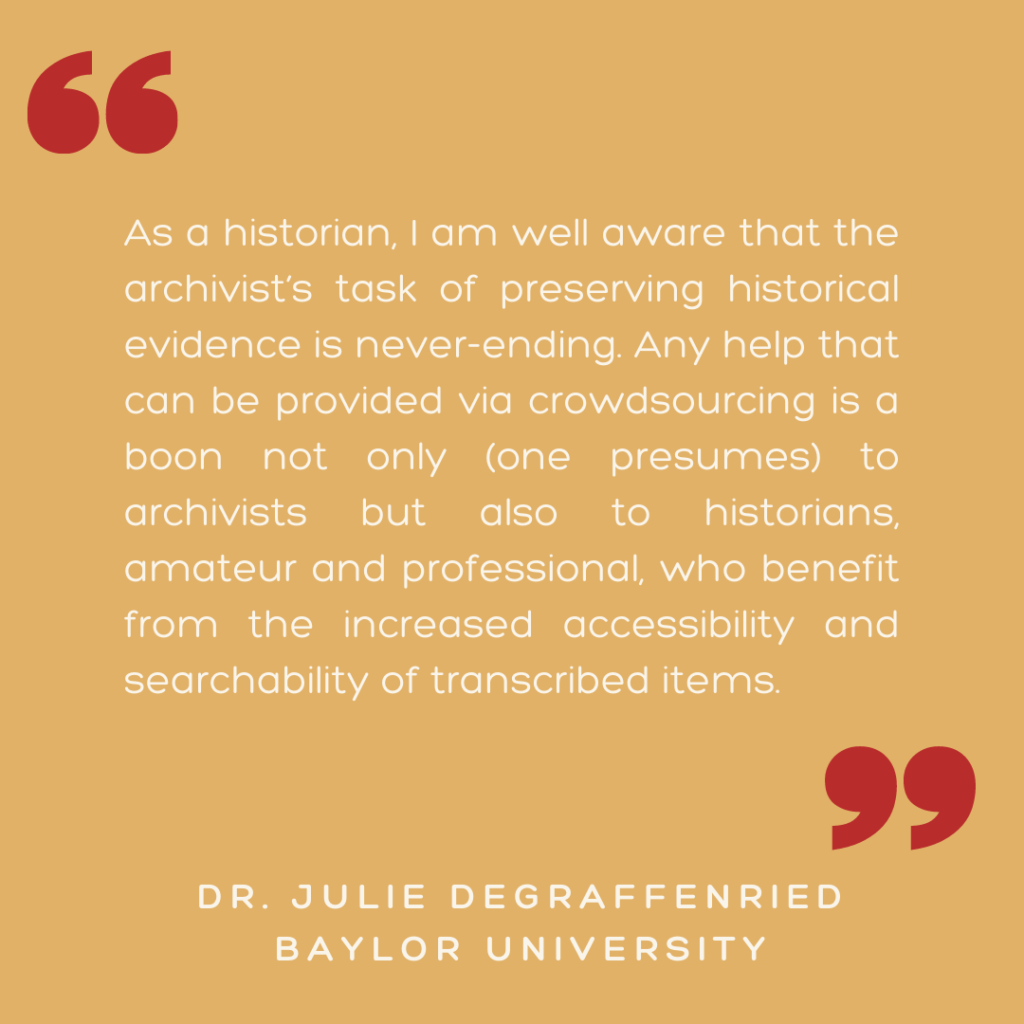 “
As a historian, I am well aware that the
archivist’s task of preserving historical
evidence is never-ending. Any help that
can be provided via crowdsourcing is a
boon not only (one presumes) to
archivists but also to historians,
amateur and professional, who benefit
from the increased accessibility and
searchability of transcribed items.
”
DR. JULIE DEGRAFFENRIED
BAYLOR UNIVERSITY